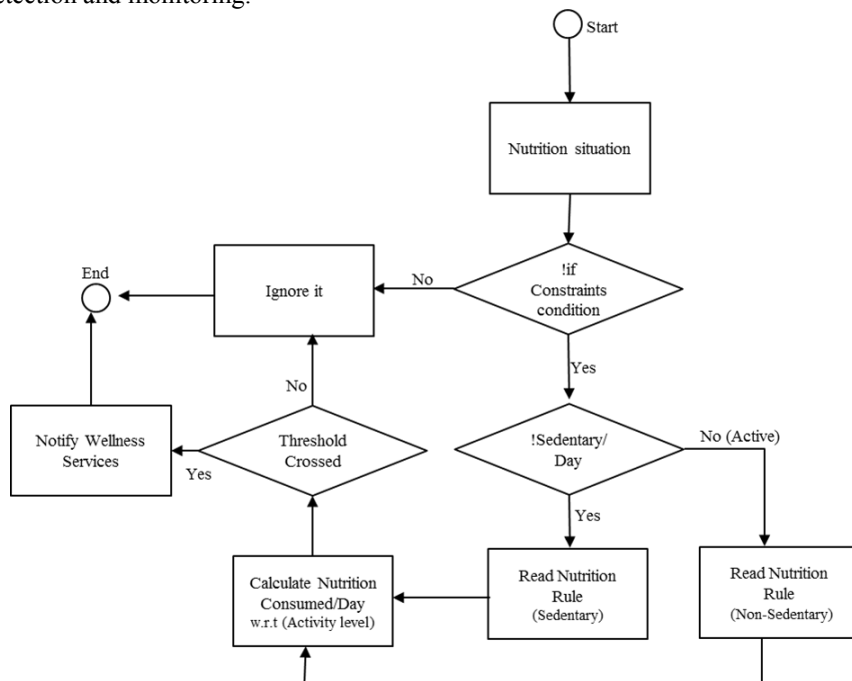 etection and monitoring.
Start
Nutrition situation
!if
Constraints
condition
No
Ignore it
End
Yes
!Sedentary/
Day
No (Active)
Yes
Read Nutrition
Rule
(Sedentary)
Read Nutrition
Rule
(Non-Sedentary)
Calculate Nutrition
Consumed/Day
w.r.t (Activity level)
Threshold
Crossed
No
Yes
Notify Wellness
Services